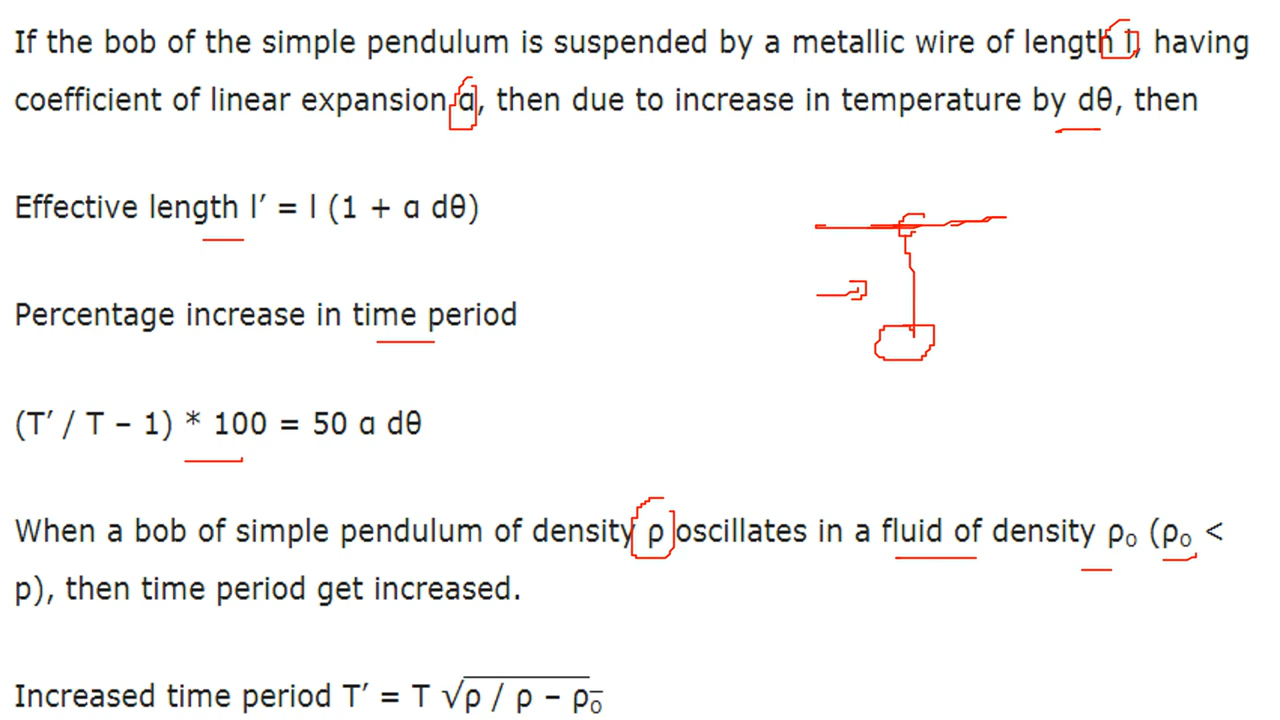 If the bob of the simple pendulum is suspended by a metallic wire of length l, having
coefficient of linear expansion α, then due to increase in temperature by dθ, then
Effective length l′ = l (1 + α dθ)
Percentage increase in time period
(T′ / T – 1) * 100 = 50 α dθ
When a bob of simple pendulum of density ρ oscillates in a fluid of density ρₒ (ρₒ <
p), then time period get increased.
Increased time period T′ = T √ρ / ρ – ρₒ